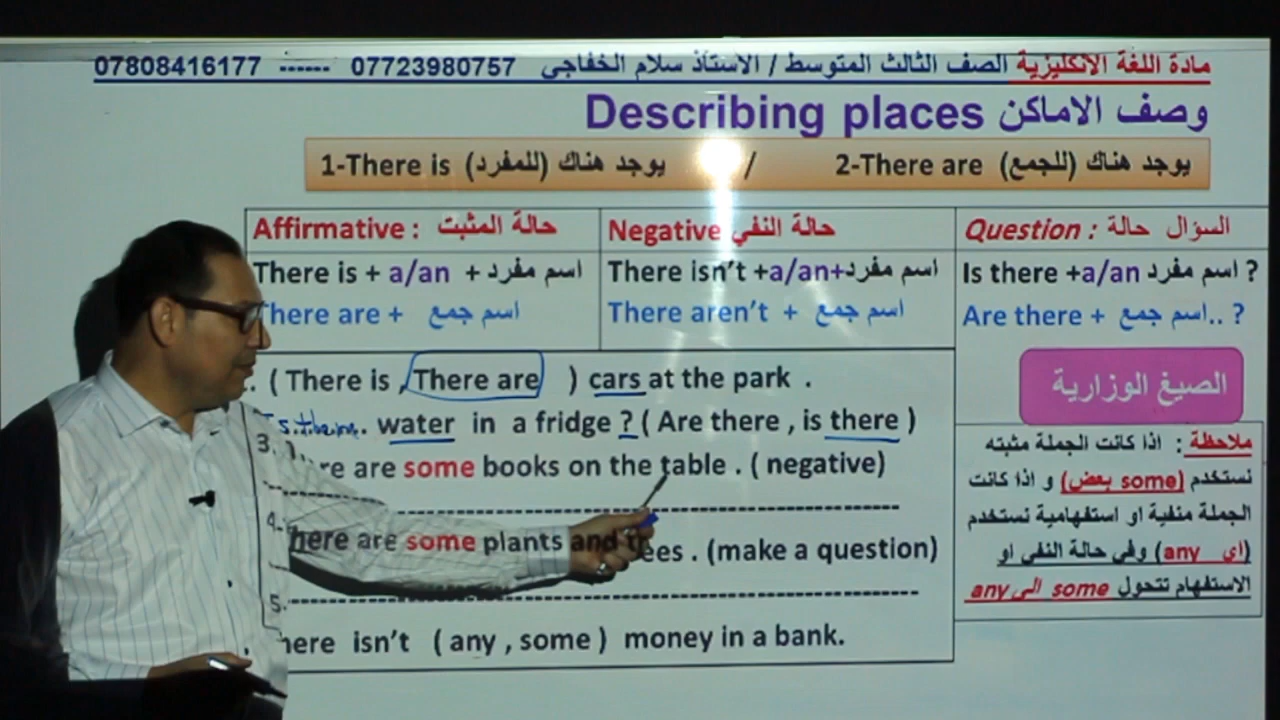 مادة اللغة الانكليزية الصف الثالث المتوسط / الاستاذ سلام الخفاجي 07723980757 ------ 07808416177
Describing places وصف الاماكن
1-There is (للمفرد) يوجد هناك / 2-There are (للجمع) يوجد هناك
Affirmative : حالة المثبت
There is + a/an + اسم مفرد
There are + اسم جمع
Negative حالة النفي
There isn't +a/an+اسم مفرد
There aren't + اسم جمع
Question : السؤال حالة
Is there +a/an اسم مفرد ?
Are there + اسم جمع.. ?
. ( There is , There are ) cars at the park .
Is there. water in a fridge ? ( Are there , is there )
3. are some books on the table . ( negative)
4- here are some plants and trees . (make a question)
5- here isn't ( any , some ) money in a bank.
الصيغ الوزارية
ملاحظة : اذا كانت الجملة مثبته
نستخدم (some بعض) و اذا كانت
الجملة منفية او استفهامية نستخدم
(any اي) وفي حالة النفي او
الاستفهام تتحول some الى any